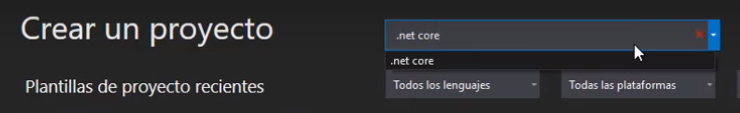 Crear un proyecto
.net core
.net core
Plantillas de proyecto recientes
Todos los lenguajes
Todas las plataformas